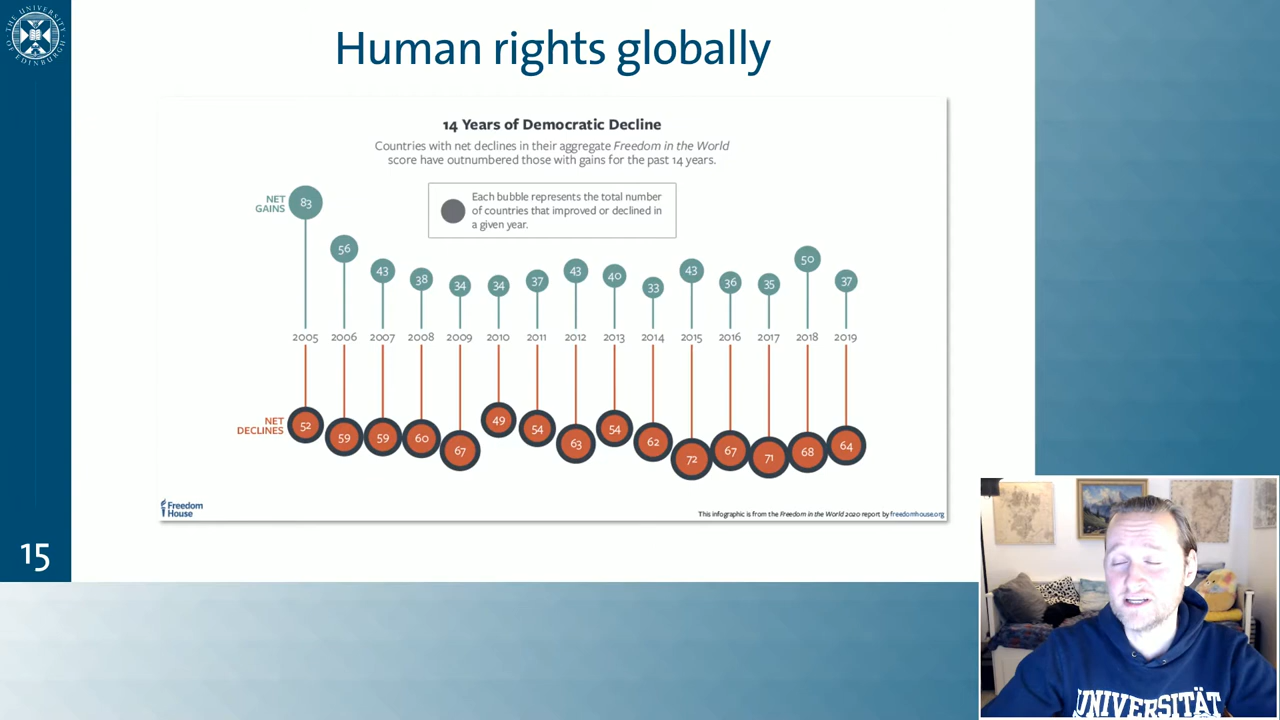 THE UNIVERSITY
OF EDINBURGH
Human rights globally
14 Years of Democratic Decline
Countries with net declines in their aggregate Freedom in the World
score have outnumbered those with gains for the past 14 years.
Each bubble represents the total number
of countries that improved or declined in
a given year.
NET
GAINS
83 56 43 38 34 34 37 43 40 33 43 36 35 50 37
2005 2006 2007 2008 2009 2010 2011 2012 2013 2014 2015 2016 2017 2018 2019
NET
DECLINES
52 59 59 60 67 49 54 63 54 62 72 67 71 68 64
Freedom
House
This infographic is from the Freedom in the World 2020 report by freedomhouse.org
15
UNIVERSITÄT